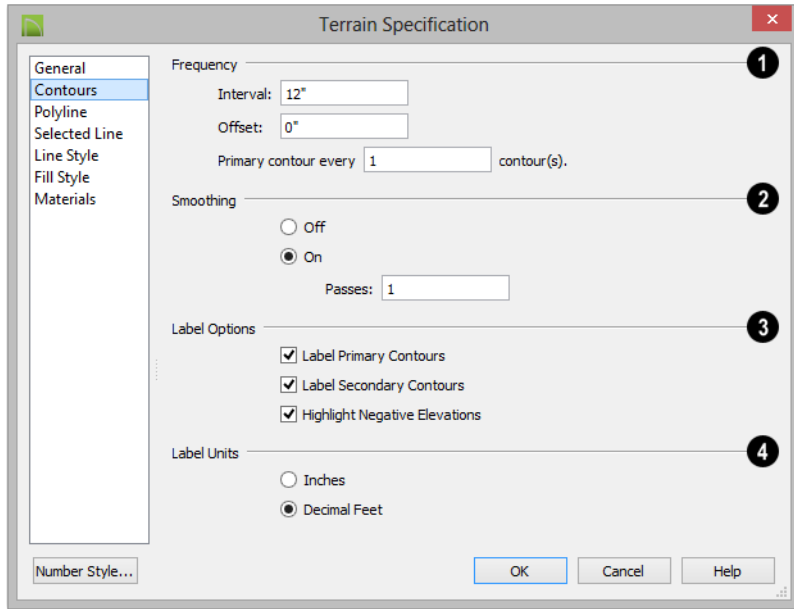 Terrain Specification
General
Contours
Polyline
Selected Line
Line Style
Fill Style
Materials
Frequency
1
Interval: 12"
Offset: 0"
Primary contour every 1 contour(s).
Smoothing
2
Off
On
Passes: 1
Label Options
3
Label Primary Contours
Label Secondary Contours
Highlight Negative Elevations
Label Units
4
Inches
Decimal Feet
Number Style... OK Cancel Help